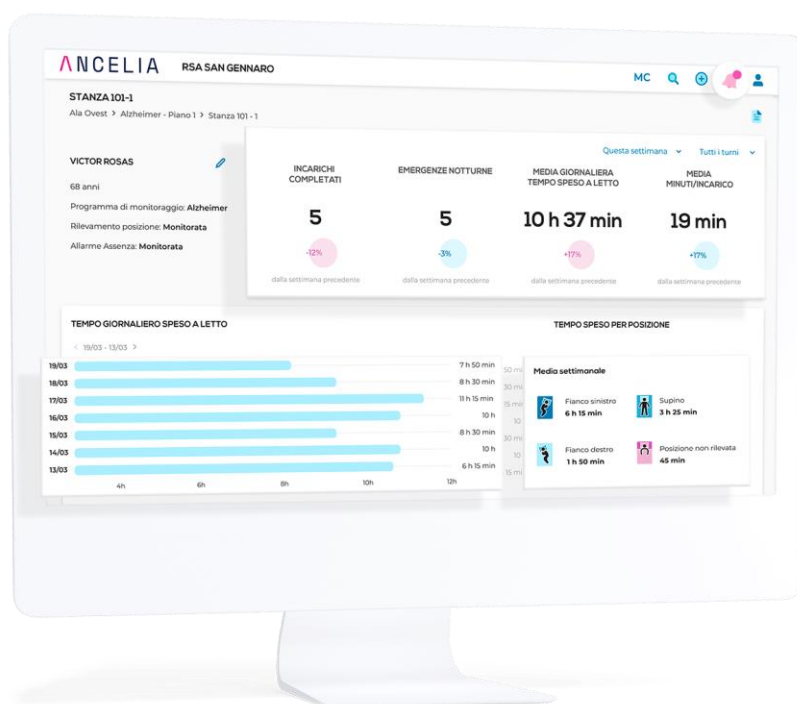 ANCELIA
RSA SAN GENNARO
MC
STANZA 101-1
Ala Ovest > Alzheimer - Piano 1 > Stanza 101 - 1
VICTOR ROSAS
68 anni
Programma di monitoraggio: Alzheimer
Rilevamento posizione: Monitorata
Allarme Assenza: Monitorata
Questa settimana
Tutti i turni
INCARICHI
COMPLETATI
5
-12%
dalla settimana precedente
EMERGENZE NOTTURNE
5
-3%
dalla settimana precedente
MEDIA GIORNALIERA
TEMPO SPESO A LETTO
10 h 37 min
+17%
dalla settimana precedente
MEDIA
MINUTI/INCARICO
19 min
+17%
dalla settimana precedente
TEMPO GIORNALIERO SPESO A LETTO
< 19/03 - 13/03 >
19/03 7 h 50 min
18/03 8 h 30 min
17/03 11 h 15 min
16/03 10 h
15/03 8 h 30 min
14/03 10 h
13/03 6 h 15 min
4h 6h 8h 10h 12h
TEMPO SPESO PER POSIZIONE
Media settimanale
Fianco sinistro
6 h 15 min
Supino
3 h 25 min
Fianco destro
1 h 50 min
Posizione non rilevata
45 min